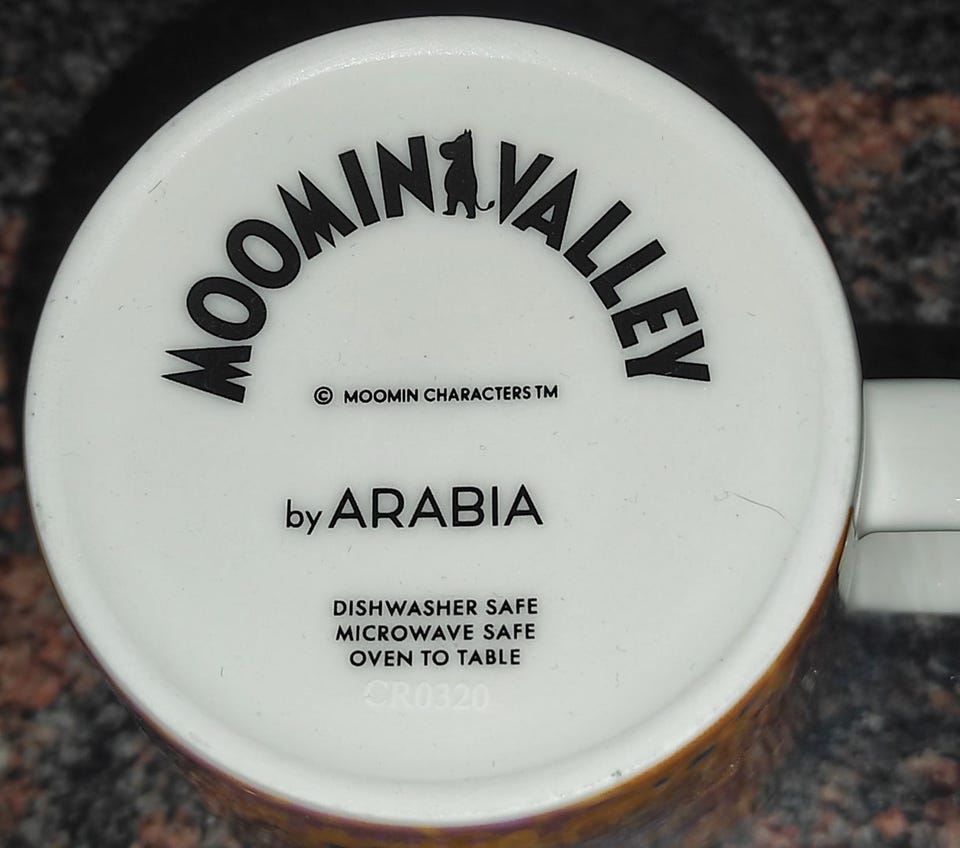 MOOMINVALLEY
© MOOMIN CHARACTERS TM
by ARABIA
DISHWASHER SAFE
MICROWAVE SAFE
OVEN TO TABLE
CR0320